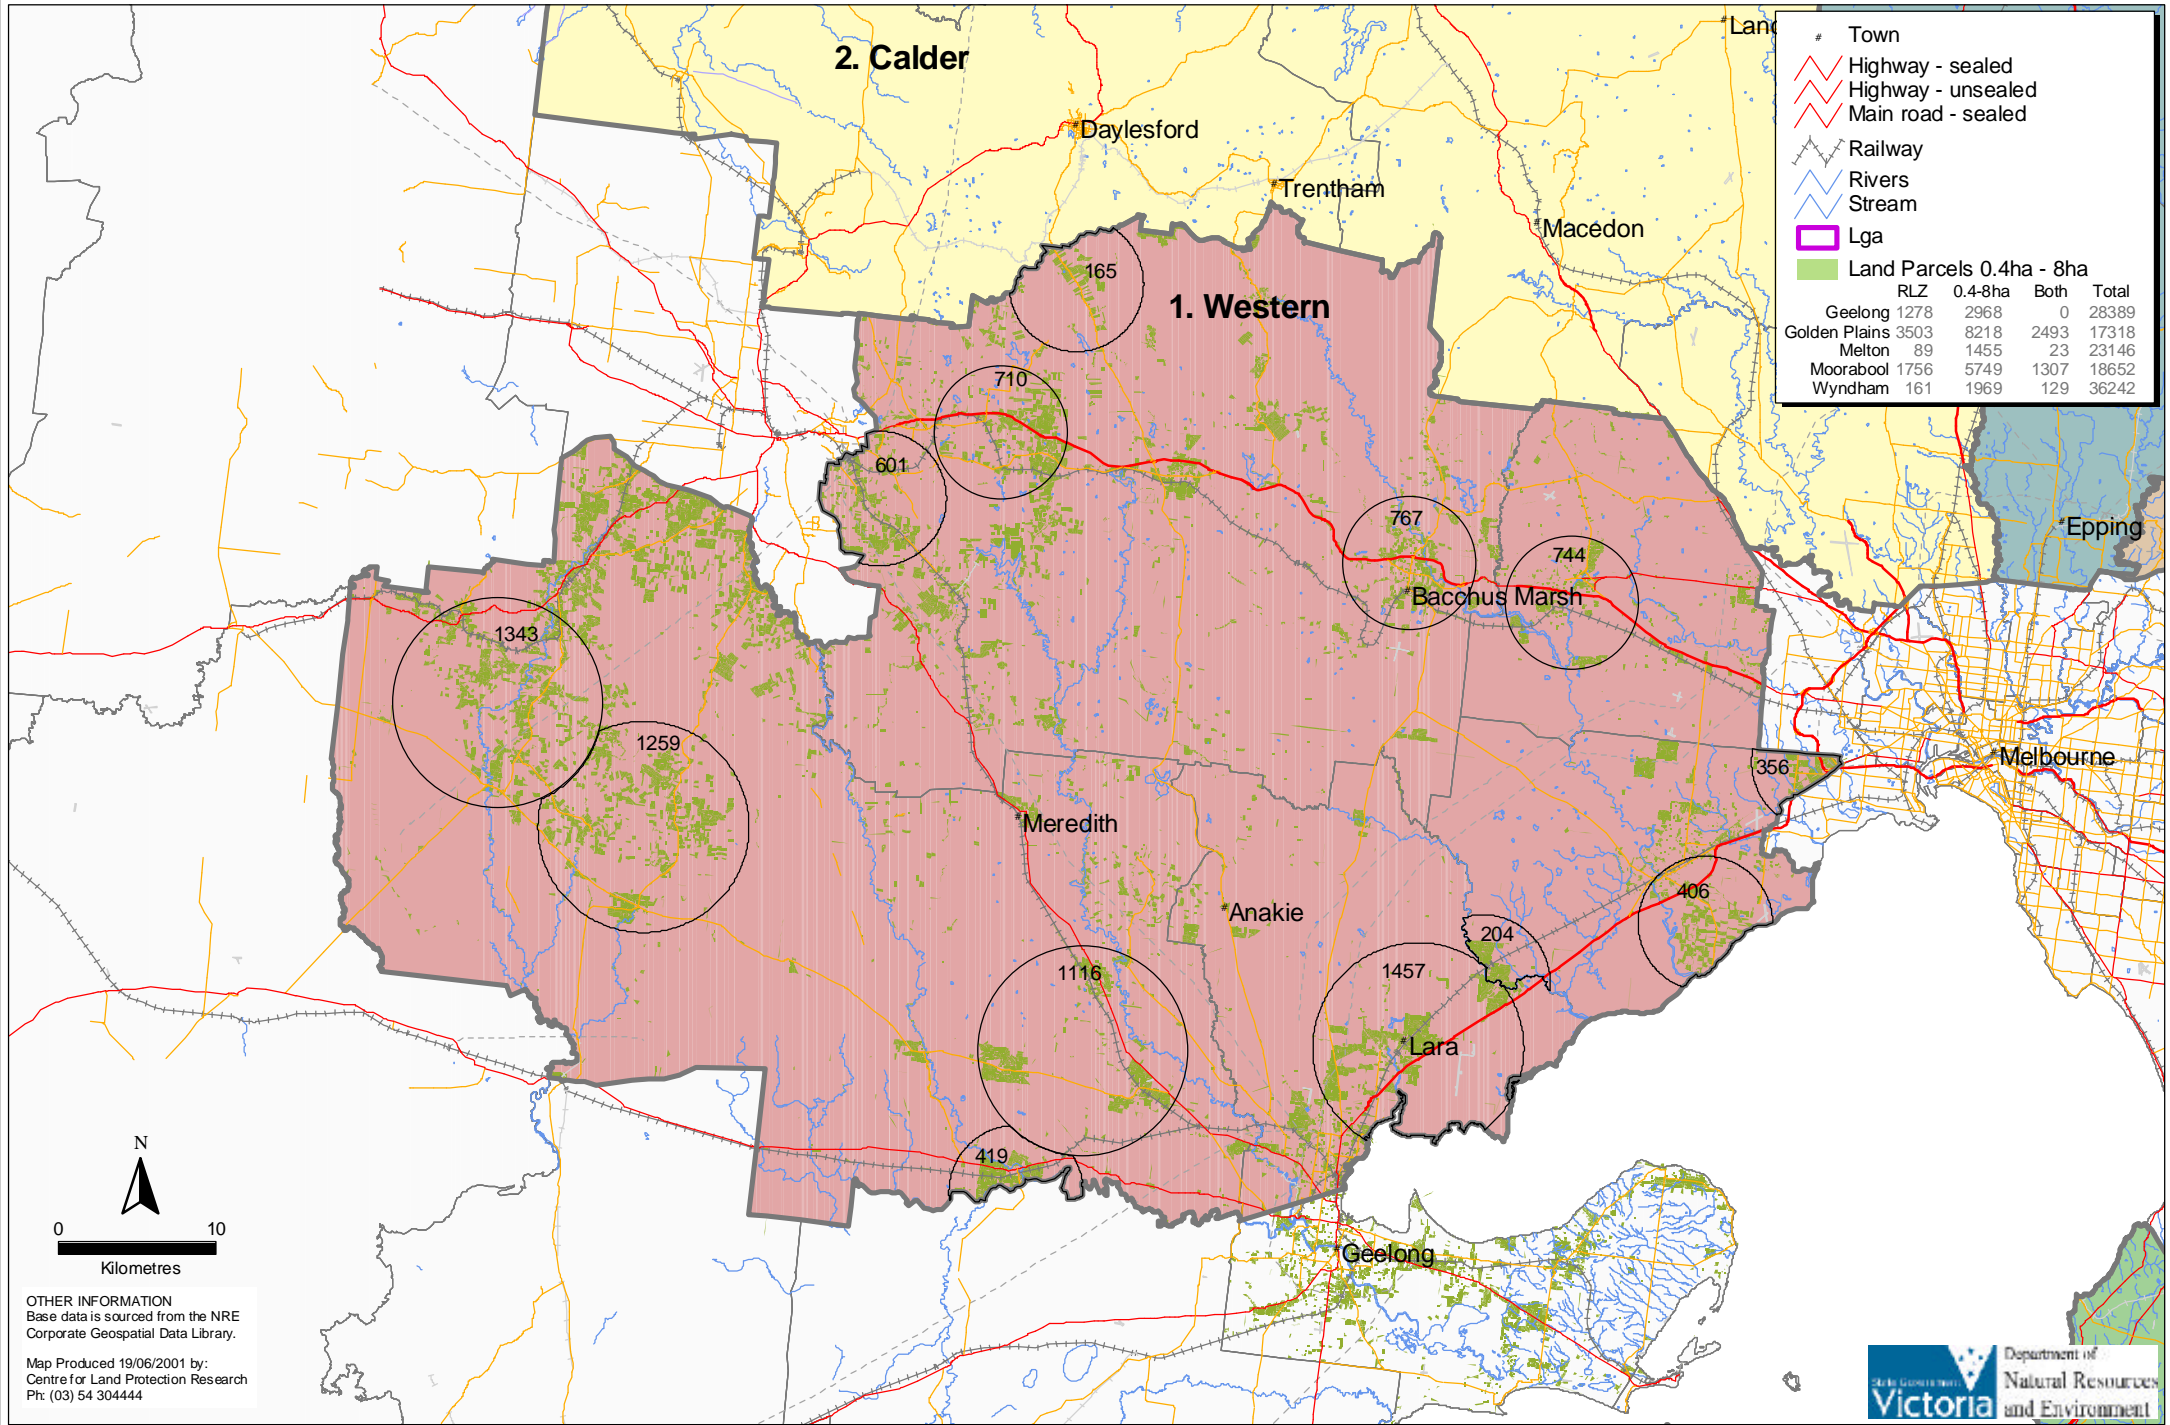 2. Calder
Land
Daylesford
Trentham
Macedon
Town
Highway - sealed
Highway - unsealed
Main road - sealed
Railway
Rivers
Stream
Lga
Land Parcels 0.4ha - 8ha
RLZ 0.4-8ha Both Total
Geelong 1278 2968 0 28389
Golden Plains 3503 8218 2493 17318
Melton 89 1455 23 23146
Moorabool 1756 5749 1307 18652
Wyndham 161 1969 129 36242
165
1. Western
710
601
767
744
Epping
Bacchus Marsh
1343
1259
356
Melbourne
Meredith
406
Anakie
204
1116
1457
Lara
419
Geelong
N
0 10
Kilometres
OTHER INFORMATION
Base data is sourced from the NRE
Corporate Geospatial Data Library.
Map Produced 19/06/2001 by:
Centre for Land Protection Research
Ph: (03) 54 304444
State Government
Victoria
Department of
Natural Resources
and Environment